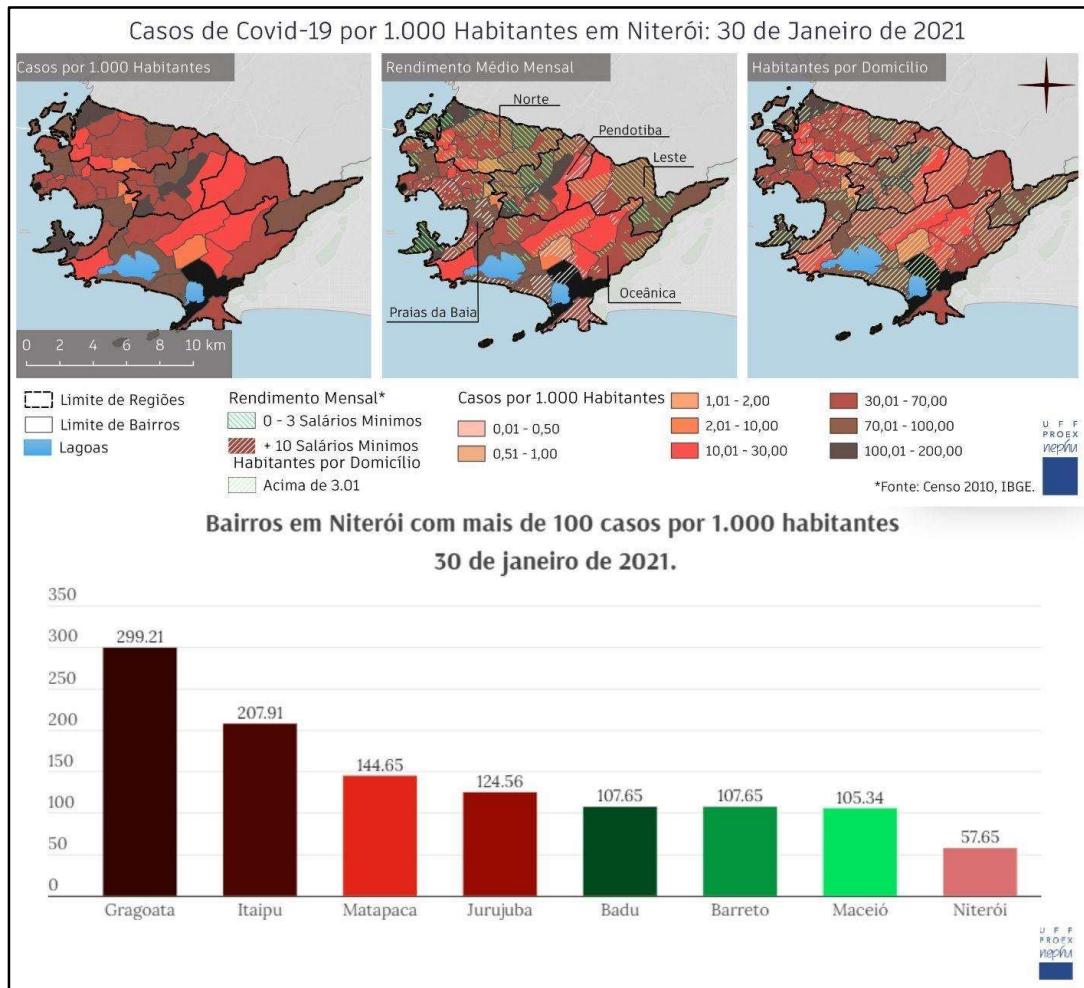 Casos de Covid-19 por 1.000 Habitantes em Niterói: 30 de Janeiro de 2021
Casos por 1.000 Habitantes
Rendimento Médio Mensal
Habitantes por Domicílio
Norte
Pendotiba
Leste
Oceânica
Praias da Baia
0 2 4 6 8 10 km
Limite de Regiões
Limite de Bairros
Lagoas
Rendimento Mensal*
0 - 3 Salários Minimos
+ 10 Salários Minimos
Habitantes por Domicílio
Acima de 3.01
Casos por 1.000 Habitantes
0,01 - 0,50
0,51 - 1,00
1,01 - 2,00
2,01 - 10,00
10,01 - 30,00
30,01 - 70,00
70,01 - 100,00
100,01 - 200,00
*Fonte: Censo 2010, IBGE.
UFF
PROEX
nephu
Bairros em Niterói com mais de 100 casos por 1.000 habitantes
30 de janeiro de 2021.
350
300
250
200
150
100
50
0
299.21
207.91
144.65
124.56
107.65
107.65
105.34
57.65
Gragoata Itaipu Matapaca Jurujuba Badu Barreto Maceió Niterói
UFF
PROEX
nephu